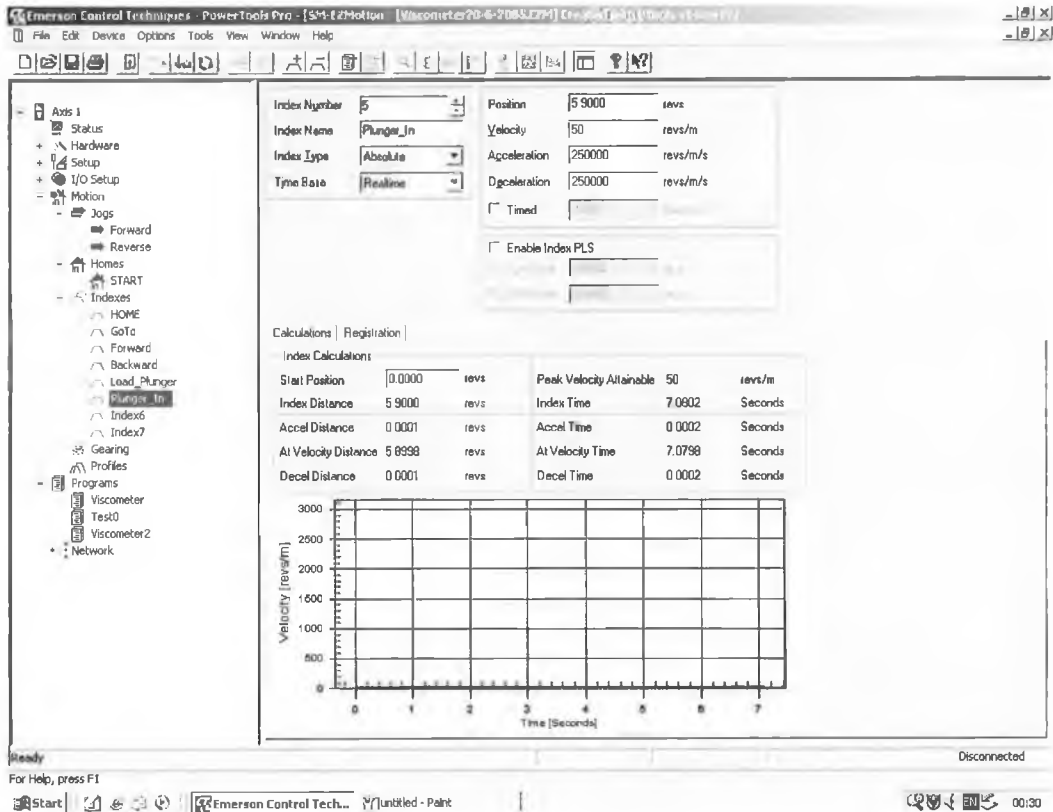 Emerson Control Techniques - PowerTools Pro - [SM-EZMotion
File Edit Device Options Tools View Window Help
Axis 1
Status
Hardware
Setup
I/O Setup
Motion
Jogs
Forward
Reverse
Homes
START
Indexes
HOME
GoTo
Forward
Backward
Load_Plunger
Plunger_In
Index6
Index7
Gearing
Profiles
Programs
Viscometer
Test0
Viscometer2
Network
Index Number 5
Index Name Plunger_In
Index Type Absolute
Time Base Realtime
Position 5.9000 revs
Velocity 50 revs/m
Acceleration 250000 revs/m/s
Deceleration 250000 revs/m/s
Timed
Enable Index PLS
Calculations Registration
Index Calculations
Start Position 0.0000 revs
Index Distance 5.9000 revs
Accel Distance 0.0001 revs
At Velocity Distance 5.8998 revs
Decel Distance 0.0001 revs
Peak Velocity Attainable 50 revs/m
Index Time 7.0802 Seconds
Accel Time 0.0002 Seconds
At Velocity Time 7.0798 Seconds
Decel Time 0.0002 Seconds
Velocity [revs/m]
3000
2500
2000
1500
1000
500
0
0 1 2 3 4 5 6 7
Time [Seconds]
Ready
Disconnected
For Help, press F1
Start
Emerson Control Tech...
untitled - Paint
EN
00:30